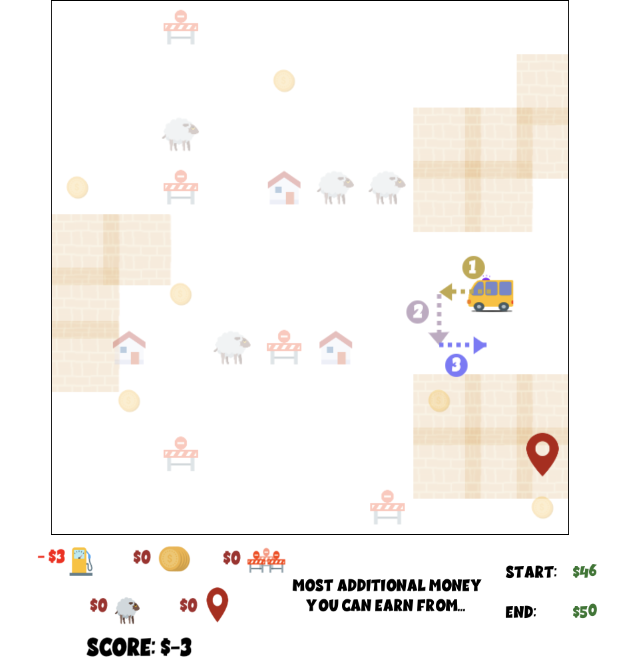 1
2
3
- $3
$0
$0
$0
$0
SCORE: $-3
MOST ADDITIONAL MONEY
YOU CAN EARN FROM...
START: $46
END: $50